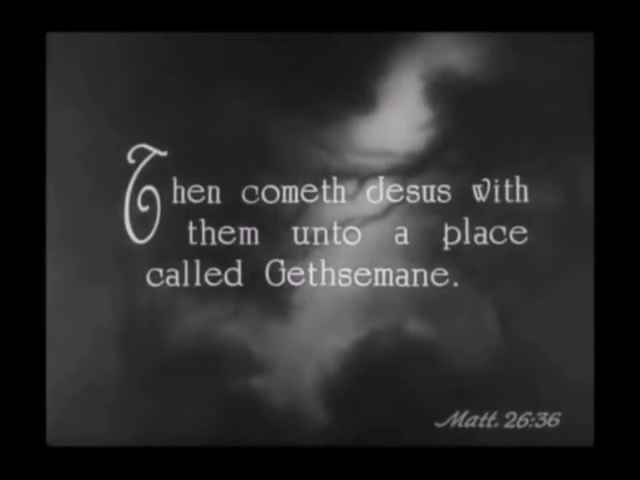 Then cometh Jesus with
them unto a place
called Gethsemane.
Matt. 26:36